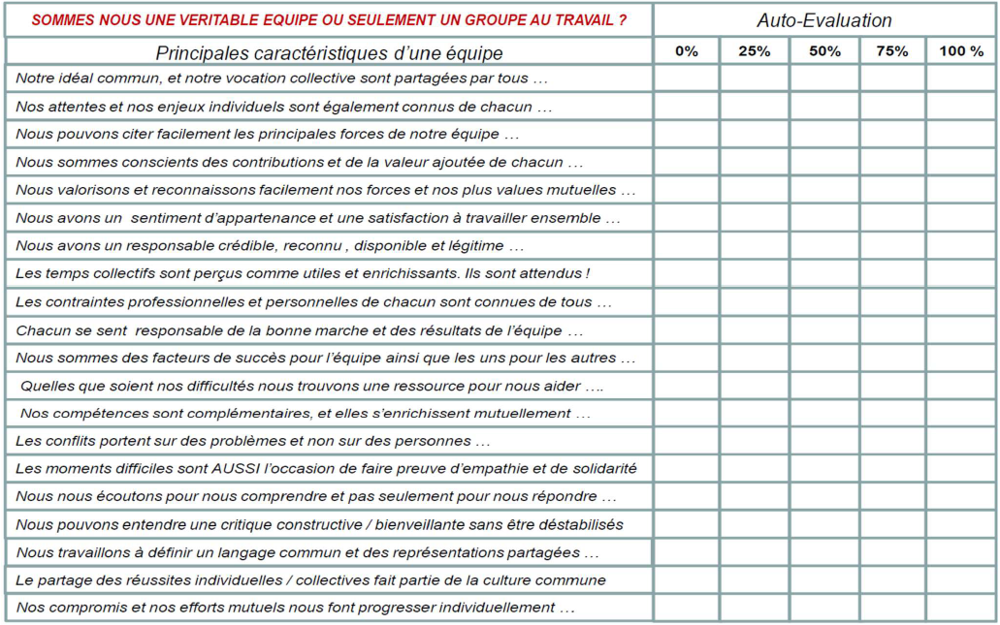 SOMMES NOUS UNE VERITABLE EQUIPE OU SEULEMENT UN GROUPE AU TRAVAIL ?
Auto-Evaluation
Principales caractéristiques d'une équipe
0% 25% 50% 75% 100 %
Notre idéal commun, et notre vocation collective sont partagées par tous …
Nos attentes et nos enjeux individuels sont également connus de chacun …
Nous pouvons citer facilement les principales forces de notre équipe …
Nous sommes conscients des contributions et de la valeur ajoutée de chacun …
Nous valorisons et reconnaissons facilement nos forces et nos plus values mutuelles …
Nous avons un sentiment d'appartenance et une satisfaction à travailler ensemble …
Nous avons un responsable crédible, reconnu , disponible et légitime …
Les temps collectifs sont perçus comme utiles et enrichissants. Ils sont attendus !
Les contraintes professionnelles et personnelles de chacun sont connues de tous …
Chacun se sent responsable de la bonne marche et des résultats de l'équipe …
Nous sommes des facteurs de succès pour l'équipe ainsi que les uns pour les autres …
Quelles que soient nos difficultés nous trouvons une ressource pour nous aider ….
Nos compétences sont complémentaires, et elles s'enrichissent mutuellement …
Les conflits portent sur des problèmes et non sur des personnes …
Les moments difficiles sont AUSSI l'occasion de faire preuve d'empathie et de solidarité
Nous nous écoutons pour nous comprendre et pas seulement pour nous répondre …
Nous pouvons entendre une critique constructive / bienveillante sans être déstabilisés
Nous travaillons à définir un langage commun et des représentations partagées …
Le partage des réussites individuelles / collectives fait partie de la culture commune
Nos compromis et nos efforts mutuels nous font progresser individuellement …